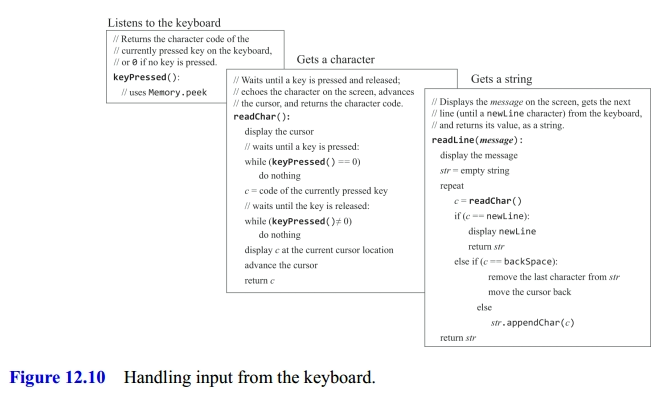 Listens to the keyboard
// Returns the character code of the
// currently pressed key on the keyboard,
// or 0 if no key is pressed.
keyPressed():
// uses Memory.peek
Gets a character
// Waits until a key is pressed and released;
// echoes the character on the screen, advances
// the cursor, and returns the character code.
readChar():
display the cursor
// waits until a key is pressed:
while (keyPressed() == 0)
do nothing
c = code of the currently pressed key
// waits until the key is released:
while (keyPressed() ≠ 0)
do nothing
display c at the current cursor location
advance the cursor
return c
Gets a string
// Displays the message on the screen, gets the next
// line (until a newLine character) from the keyboard,
// and returns its value, as a string.
readLine(message):
display the message
str = empty string
repeat
c = readChar()
if (c == newLine):
display newLine
return str
else if (c == backSpace):
remove the last character from str
move the cursor back
else
str.appendChar(c)
return str
Figure 12.10 Handling input from the keyboard.